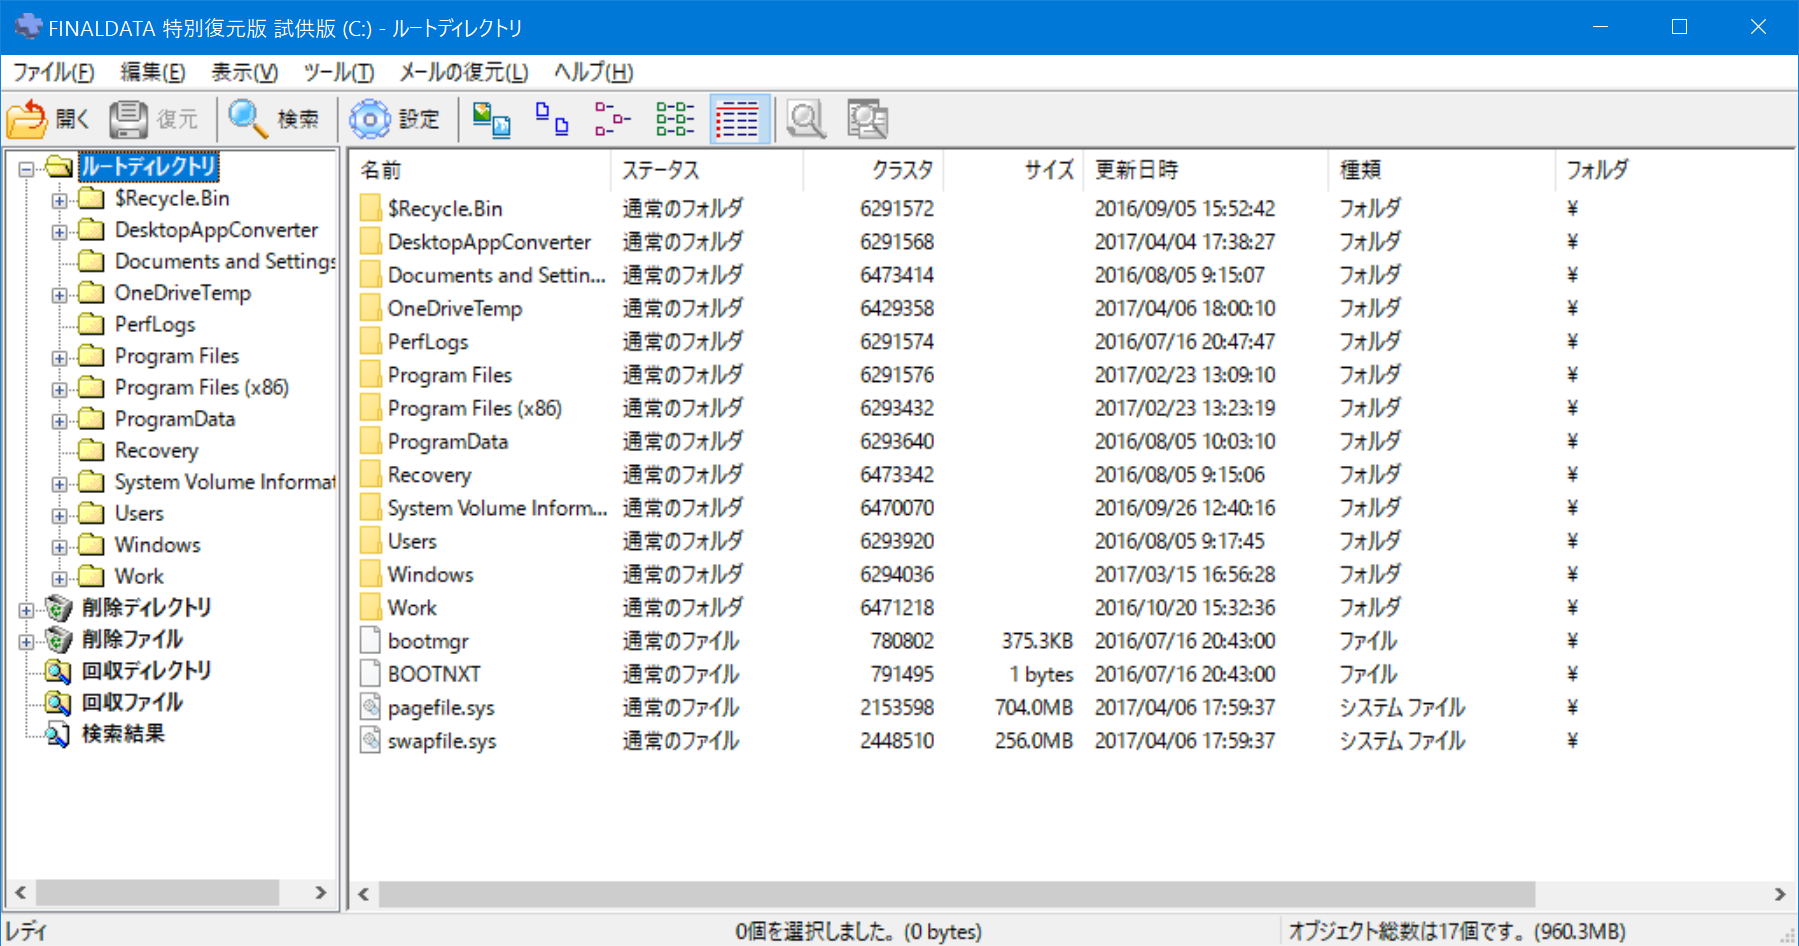 FINALDATA 特別復元版 試供版 (C:) - ルートディレクトリ
ファイル(F) 編集(E) 表示(V) ツール(T) メールの復元(L) ヘルプ(H)
開く 復元 検索 設定
ルートディレクトリ
$Recycle.Bin
DesktopAppConverter
Documents and Settings
OneDriveTemp
PerfLogs
Program Files
Program Files (x86)
ProgramData
Recovery
System Volume Informat
Users
Windows
Work
削除ディレクトリ
削除ファイル
回収ディレクトリ
回収ファイル
検索結果
名前 ステータス クラスタ サイズ 更新日時 種類 フォルダ
$Recycle.Bin 通常のフォルダ 6291572 2016/09/05 15:52:42 フォルダ ¥
DesktopAppConverter 通常のフォルダ 6291568 2017/04/04 17:38:27 フォルダ ¥
Documents and Settin... 通常のフォルダ 6473414 2016/08/05 9:15:07 フォルダ ¥
OneDriveTemp 通常のフォルダ 6429358 2017/04/06 18:00:10 フォルダ ¥
PerfLogs 通常のフォルダ 6291574 2016/07/16 20:47:47 フォルダ ¥
Program Files 通常のフォルダ 6291576 2017/02/23 13:09:10 フォルダ ¥
Program Files (x86) 通常のフォルダ 6293432 2017/02/23 13:23:19 フォルダ ¥
ProgramData 通常のフォルダ 6293640 2016/08/05 10:03:10 フォルダ ¥
Recovery 通常のフォルダ 6473342 2016/08/05 9:15:06 フォルダ ¥
System Volume Inform... 通常のフォルダ 6470070 2016/09/26 12:40:16 フォルダ ¥
Users 通常のフォルダ 6293920 2016/08/05 9:17:45 フォルダ ¥
Windows 通常のフォルダ 6294036 2017/03/15 16:56:28 フォルダ ¥
Work 通常のフォルダ 6471218 2016/10/20 15:32:36 フォルダ ¥
bootmgr 通常のファイル 780802 375.3KB 2016/07/16 20:43:00 ファイル ¥
BOOTNXT 通常のファイル 791495 1 bytes 2016/07/16 20:43:00 ファイル ¥
pagefile.sys 通常のファイル 2153598 704.0MB 2017/04/06 17:59:37 システム ファイル ¥
swapfile.sys 通常のファイル 2448510 256.0MB 2017/04/06 17:59:37 システム ファイル ¥
レディ 0個を選択しました。(0 bytes) オブジェクト総数は17個です。(960.3MB)